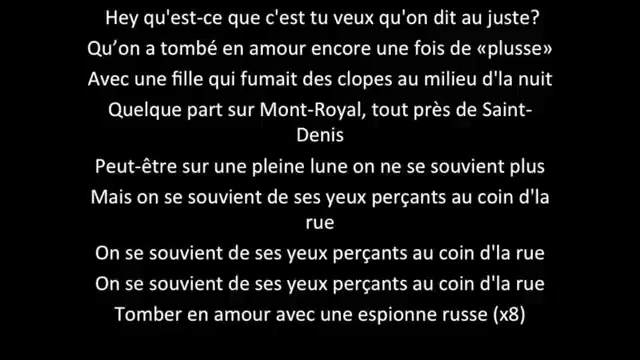 Hey qu'est-ce que c'est tu veux qu'on dit au juste?
Qu’on a tombé en amour encore une fois de «plusse»
Avec une fille qui fumait des clopes au milieu d'la nuit
Quelque part sur Mont-Royal, tout près de Saint-
Denis
Peut-être sur une pleine lune on ne se souvient plus
Mais on se souvient de ses yeux perçants au coin d'la
rue
On se souvient de ses yeux perçants au coin d'la rue
On se souvient de ses yeux perçants au coin d'la rue
Tomber en amour avec une espionne russe (x8)